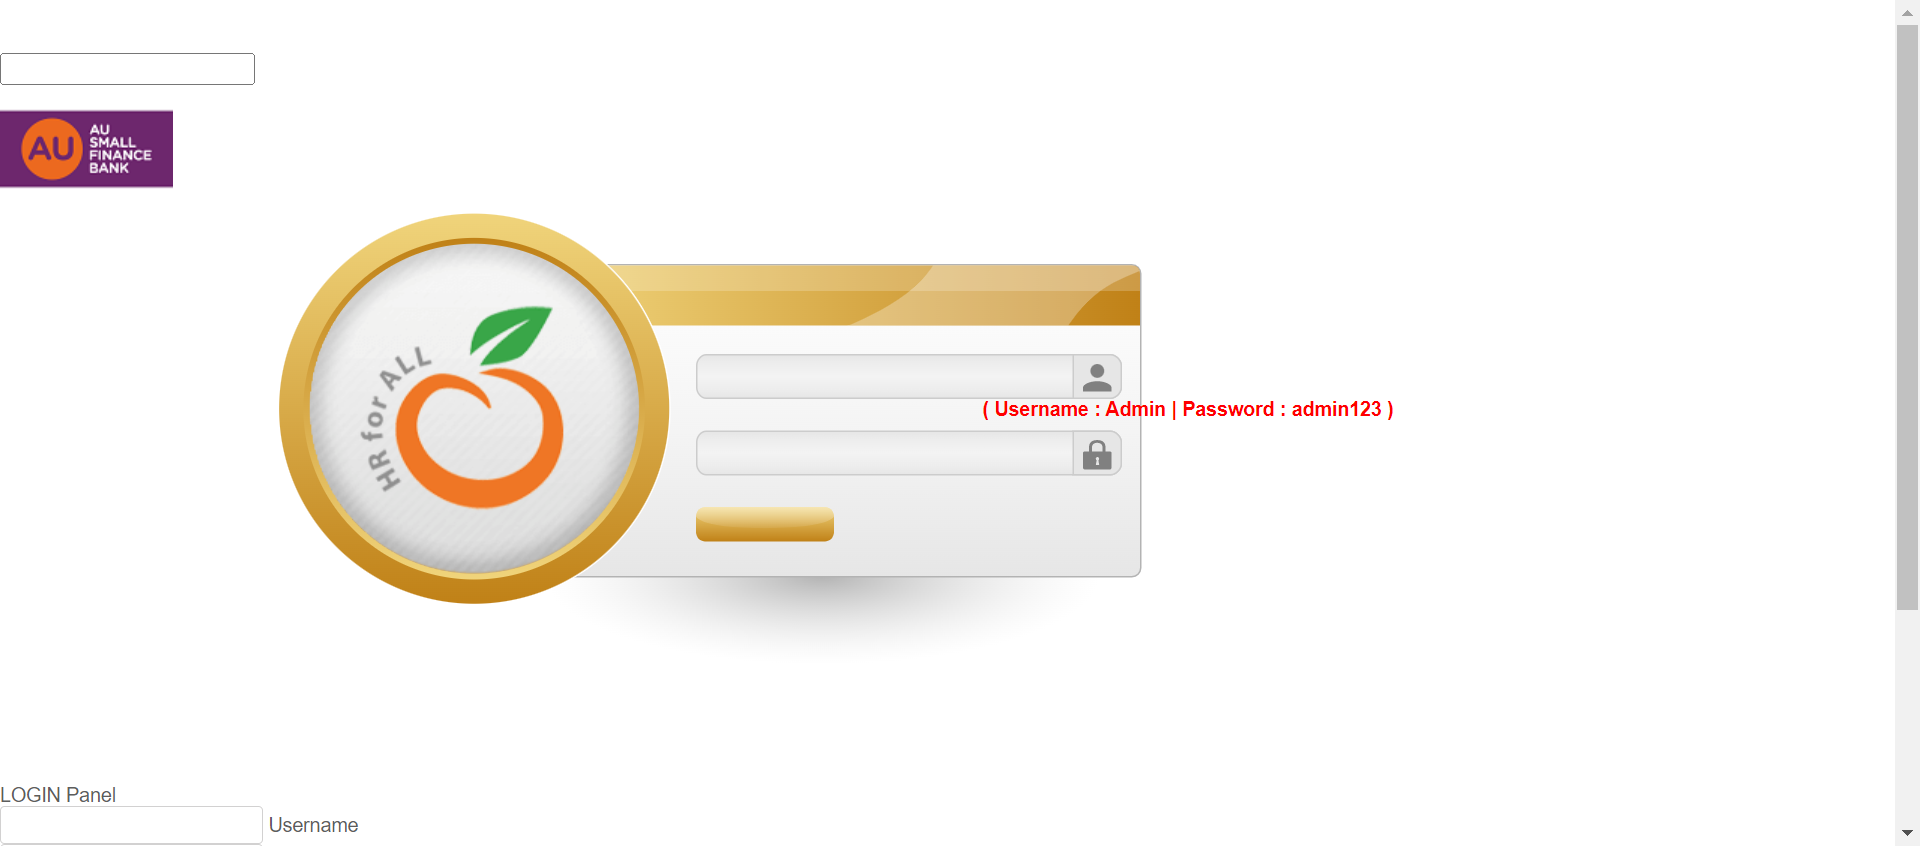 AU
AU
SMALL
FINANCE
BANK
HR for ALL
( Username : Admin | Password : admin123 )
LOGIN Panel
Username